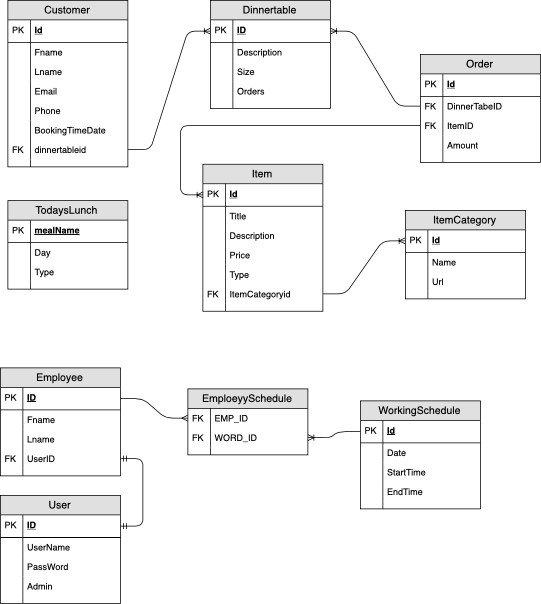 Customer
PK Id
Fname
Lname
Email
Phone
BookingTimeDate
FK dinnertableid
Dinnertable
PK ID
Description
Size
Orders
Order
PK Id
FK DinnerTabeID
FK ItemID
Amount
Item
PK Id
Title
Description
Price
Type
FK ItemCategoryid
TodaysLunch
PK mealName
Day
Type
ItemCategory
PK Id
Name
Url
Employee
PK ID
Fname
Lname
FK UserID
EmploeyySchedule
FK EMP_ID
FK WORD_ID
WorkingSchedule
PK Id
Date
StartTime
EndTime
User
PK ID
UserName
PassWord
Admin